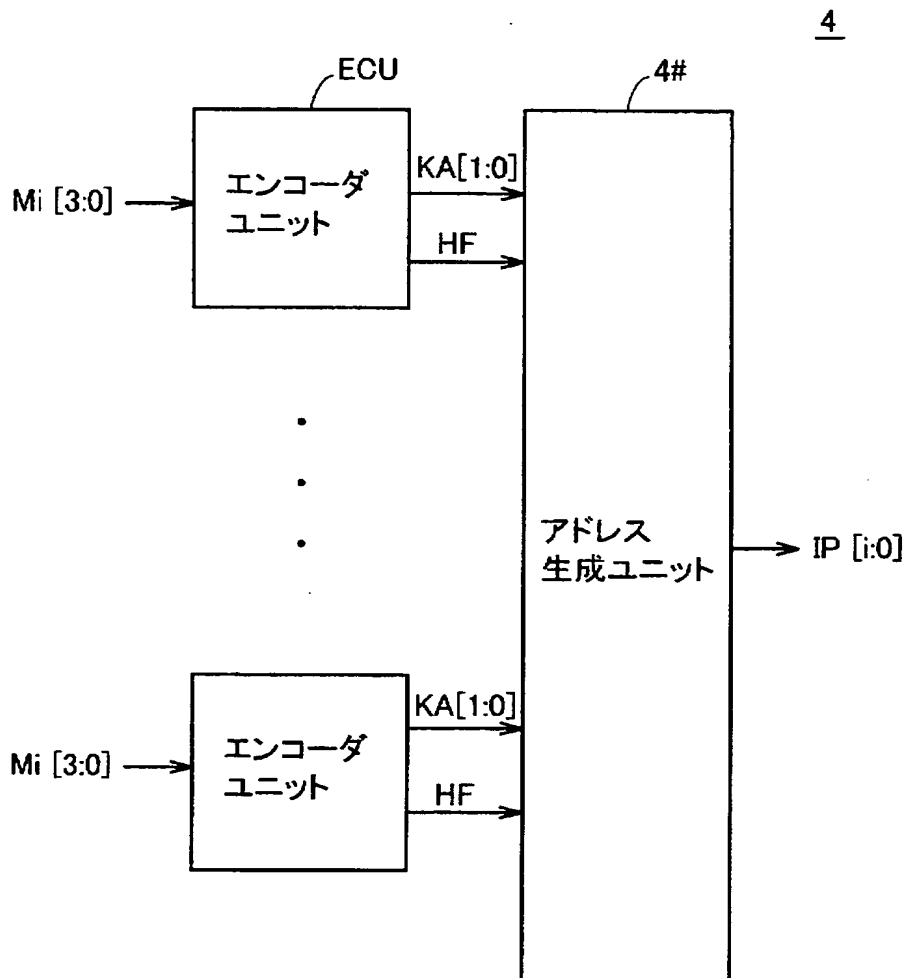 4
ECU
4#
Mi [3:0]
エンコーダ
ユニット
KA[1:0]
HF
アドレス
生成ユニット
IP [i:0]
Mi [3:0]
エンコーダ
ユニット
KA[1:0]
HF